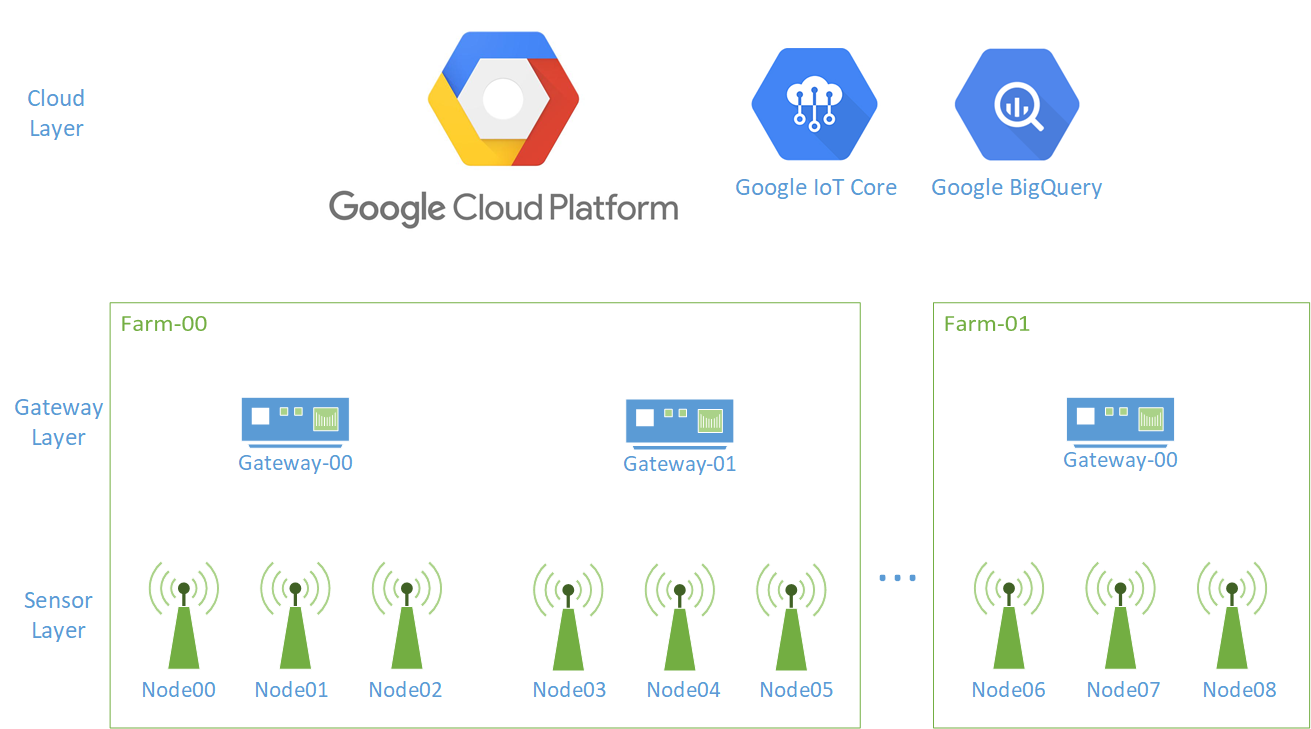 Cloud
Layer
Google Cloud Platform
Google IoT Core
Google BigQuery
Farm-00
Farm-01
Gateway
Layer
Gateway-00
Gateway-01
Gateway-00
...
Sensor
Layer
Node00
Node01
Node02
Node03
Node04
Node05
Node06
Node07
Node08